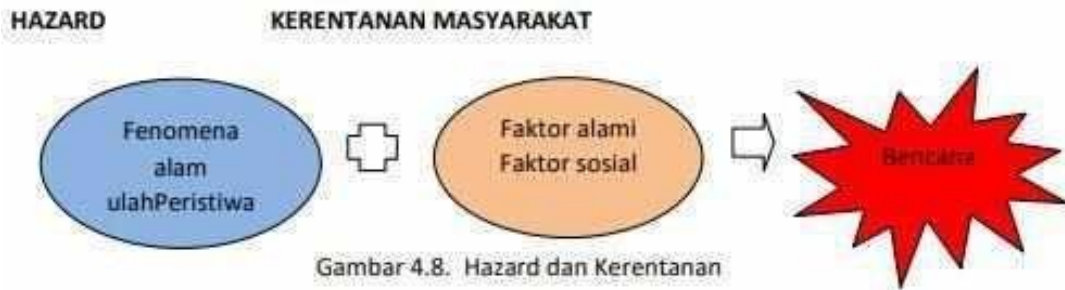 HAZARD KERENTANAN MASYARAKAT
Fenomena
alam
ulahPeristiwa
Faktor alami
Faktor sosial
Bencana
Gambar 4.8. Hazard dan Kerentanan